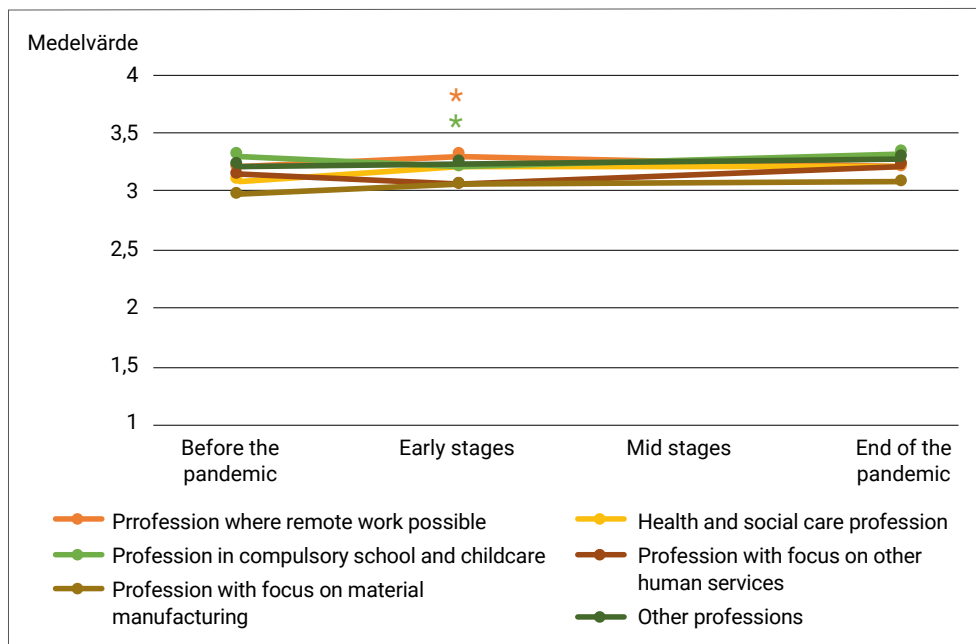 Medelvärde
4
3,5
3
2,5
2
1,5
1
Before the
pandemic
Early stages
Mid stages
End of the
pandemic
Prrofession where remote work possible
Profession in compulsory school and childcare
Profession with focus on material
manufacturing
Health and social care profession
Profession with focus on other
human services
Other professions